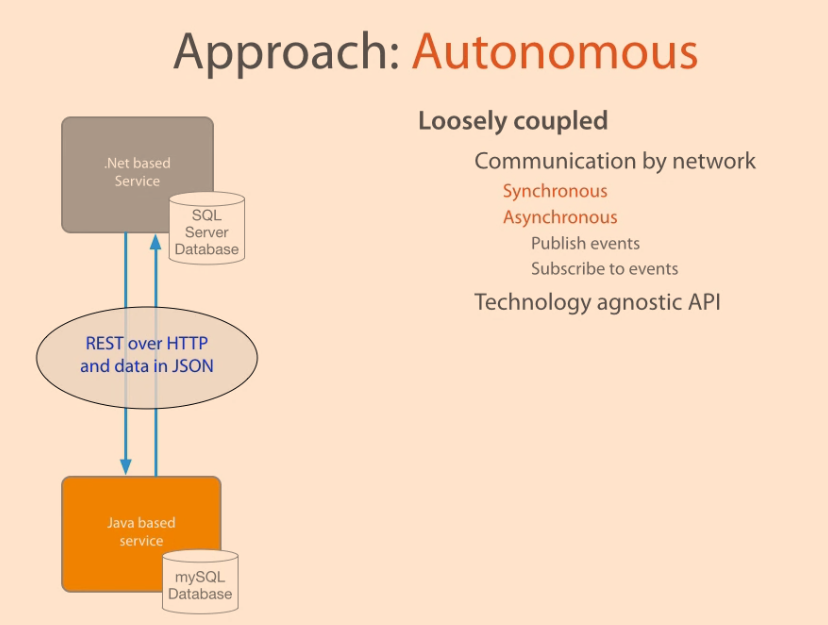 Approach: Autonomous
.Net based
Service
SQL
Server
Database
REST over HTTP
and data in JSON
Java based
service
mySQL
Database
Loosely coupled
Communication by network
Synchronous
Asynchronous
Publish events
Subscribe to events
Technology agnostic API